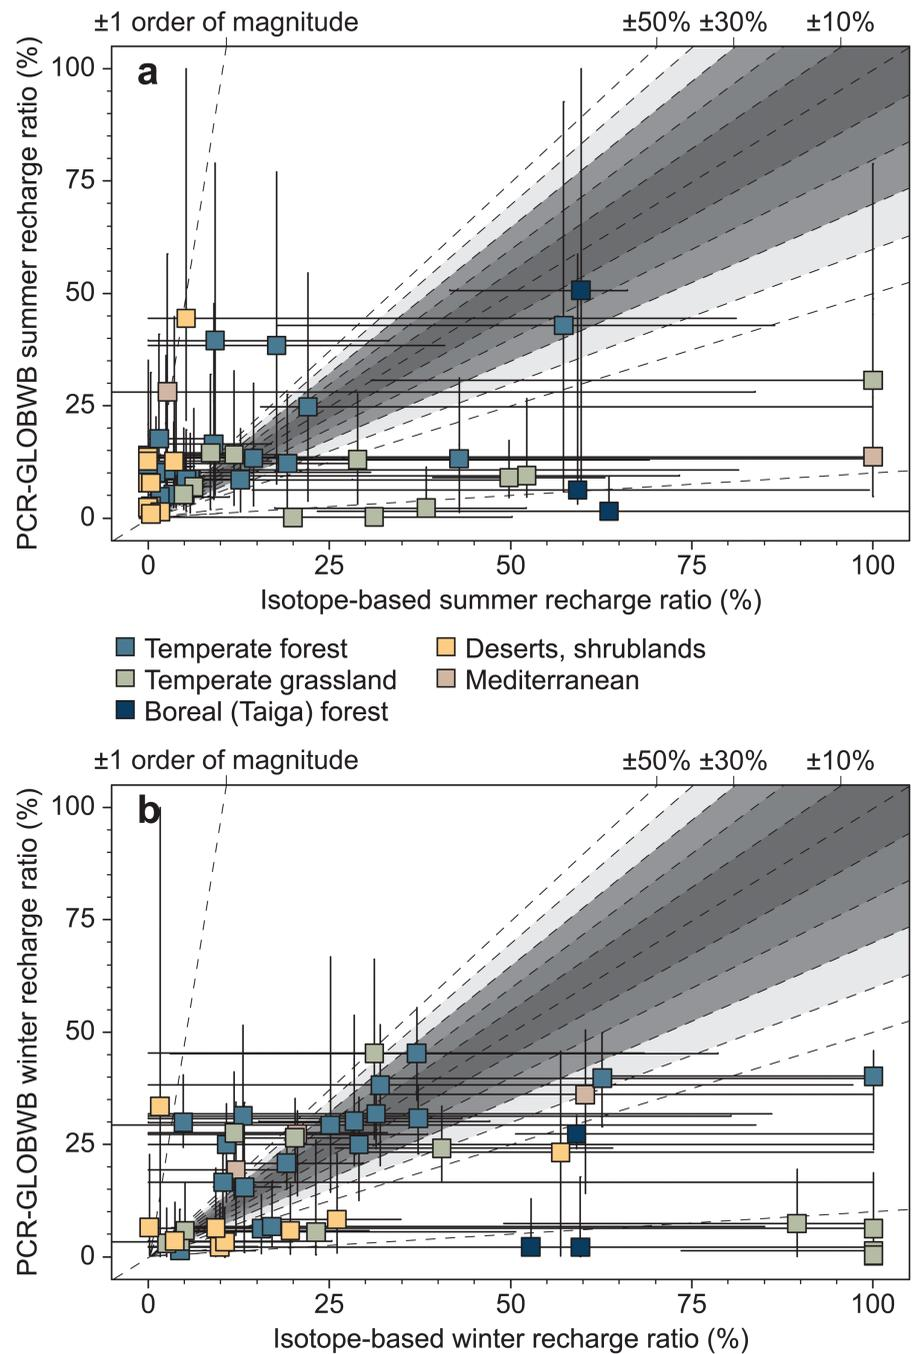 ±1 order of magnitude ±50% ±30% ±10%
a
100
75
50
25
0
PCR-GLOBWB summer recharge ratio (%)
0 25 50 75 100
Isotope-based summer recharge ratio (%)
Temperate forest Deserts, shrublands
Temperate grassland Mediterranean
Boreal (Taiga) forest
±1 order of magnitude ±50% ±30% ±10%
b
100
75
50
25
0
PCR-GLOBWB winter recharge ratio (%)
0 25 50 75 100
Isotope-based winter recharge ratio (%)